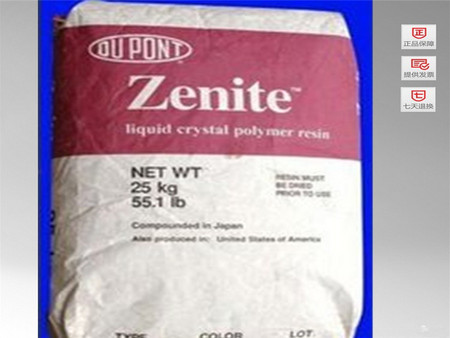 DU PONT
Zenite™
liquid crystal polymer resin
NET WT
25 kg
55.1 lb
RESIN MUST
BE DRIED
PRIOR TO USE
Compounded in Japan
Also produced in: United States of America
TYPE COLOR LOT
正品保障
提供发票
七天退换